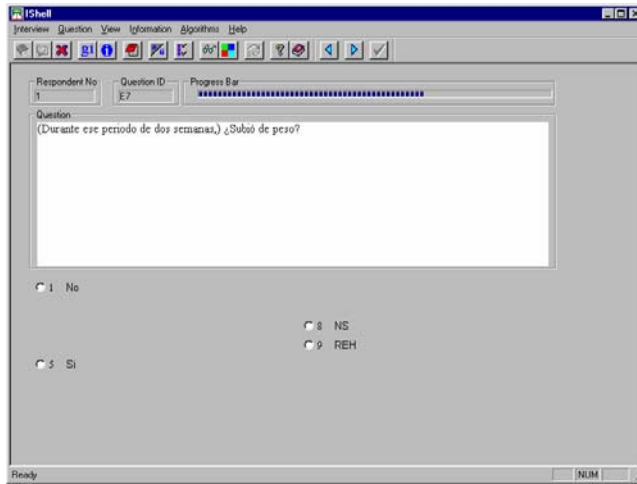 IShell
Interview Question View Information Algorithms Help
g1
Respondent No
Question ID
Progress Bar
1
E7
Question
(Durante ese periodo de dos semanas,) ¿Subió de peso?
1 No
8 NS
9 REH
5 Si
Ready
NUM